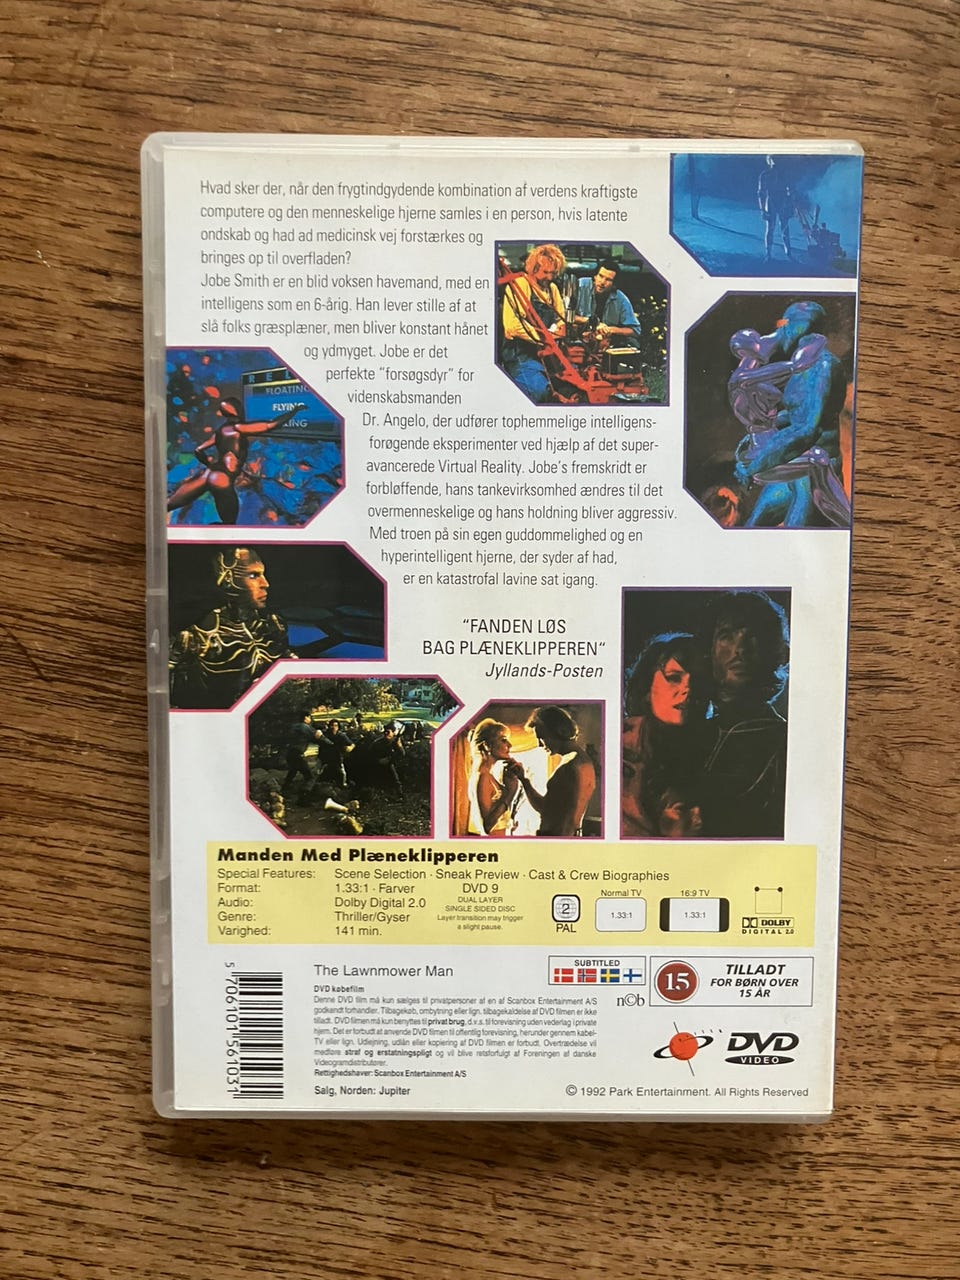 Hvad sker der, når den frygtindgydende kombination af verdens kraftigste
computere og den menneskelige hjerne samles i en person, hvis latente
ondskab og had ad medicinsk vej forstærkes og
bringes op til overfladen?
Jobe Smith er en blid voksen havemand, med en
intelligens som en 6-årig. Han lever stille af at
slå folks græsplæner, men bliver konstant hånet
og ydmyget. Jobe er det
perfekte "forsøgsdyr" for
videnskabsmanden
Dr. Angelo, der udfører tophemmelige intelligens-
forøgende eksperimenter ved hjælp af det super-
avancerede Virtual Reality. Jobe's fremskridt er
forbløffende, hans tankevirksomhed ændres til det
overmenneskelige og hans holdning bliver aggressiv.
Med troen på sin egen guddommelighed og en
hyperintelligent hjerne, der syder af had,
er en katastrofal lavine sat igang.
FLOATING
FLYING
"FANDEN LØS
BAG PLÆNEKLIPPEREN"
Jyllands-Posten
Manden Med Plæneklipperen
Special Features: Scene Selection · Sneak Preview · Cast & Crew Biographies
Format: 1.33:1 · Farver
Audio: Dolby Digital 2.0
Genre: Thriller/Gyser
Varighed: 141 min.
DVD 9
DUAL LAYER
SINGLE SIDED DISC
Layer transition may trigger
a slight pause.
2
PAL
Normal TV
1.33:1
16:9 TV
1.33:1
DOLBY
DIGITAL 2.0
5 706101 561031
The Lawnmower Man
DVD købefilm
Denne DVD film må kun sælges til privatpersoner af en af Scanbox Entertainment A/S
godkendt forhandler. Tilbagekøb, ombytning eller lign. tilbagekaldelse af DVD filmen er ikke
tilladt. DVD filmen må kun benyttes til privat brug, d.v.s. til forevisning uden vederlag i private
hjem. Det er forbudt at anvende DVD filmen til offentlig forevisning, herunder gennem kabel-
TV eller lign. Udlejning, udlån eller kopiering af DVD filmen er forbudt. Overtrædelse vil
medføre straf og erstatningspligt og vil blive retsforfulgt af Foreningen af danske
Videogramdistributører.
Rettighedshaver: Scanbox Entertainment A/S
Salg, Norden: Jupiter
SUBTITLED
n©b
15
TILLADT
FOR BØRN OVER
15 ÅR
DVD
VIDEO
© 1992 Park Entertainment. All Rights Reserved